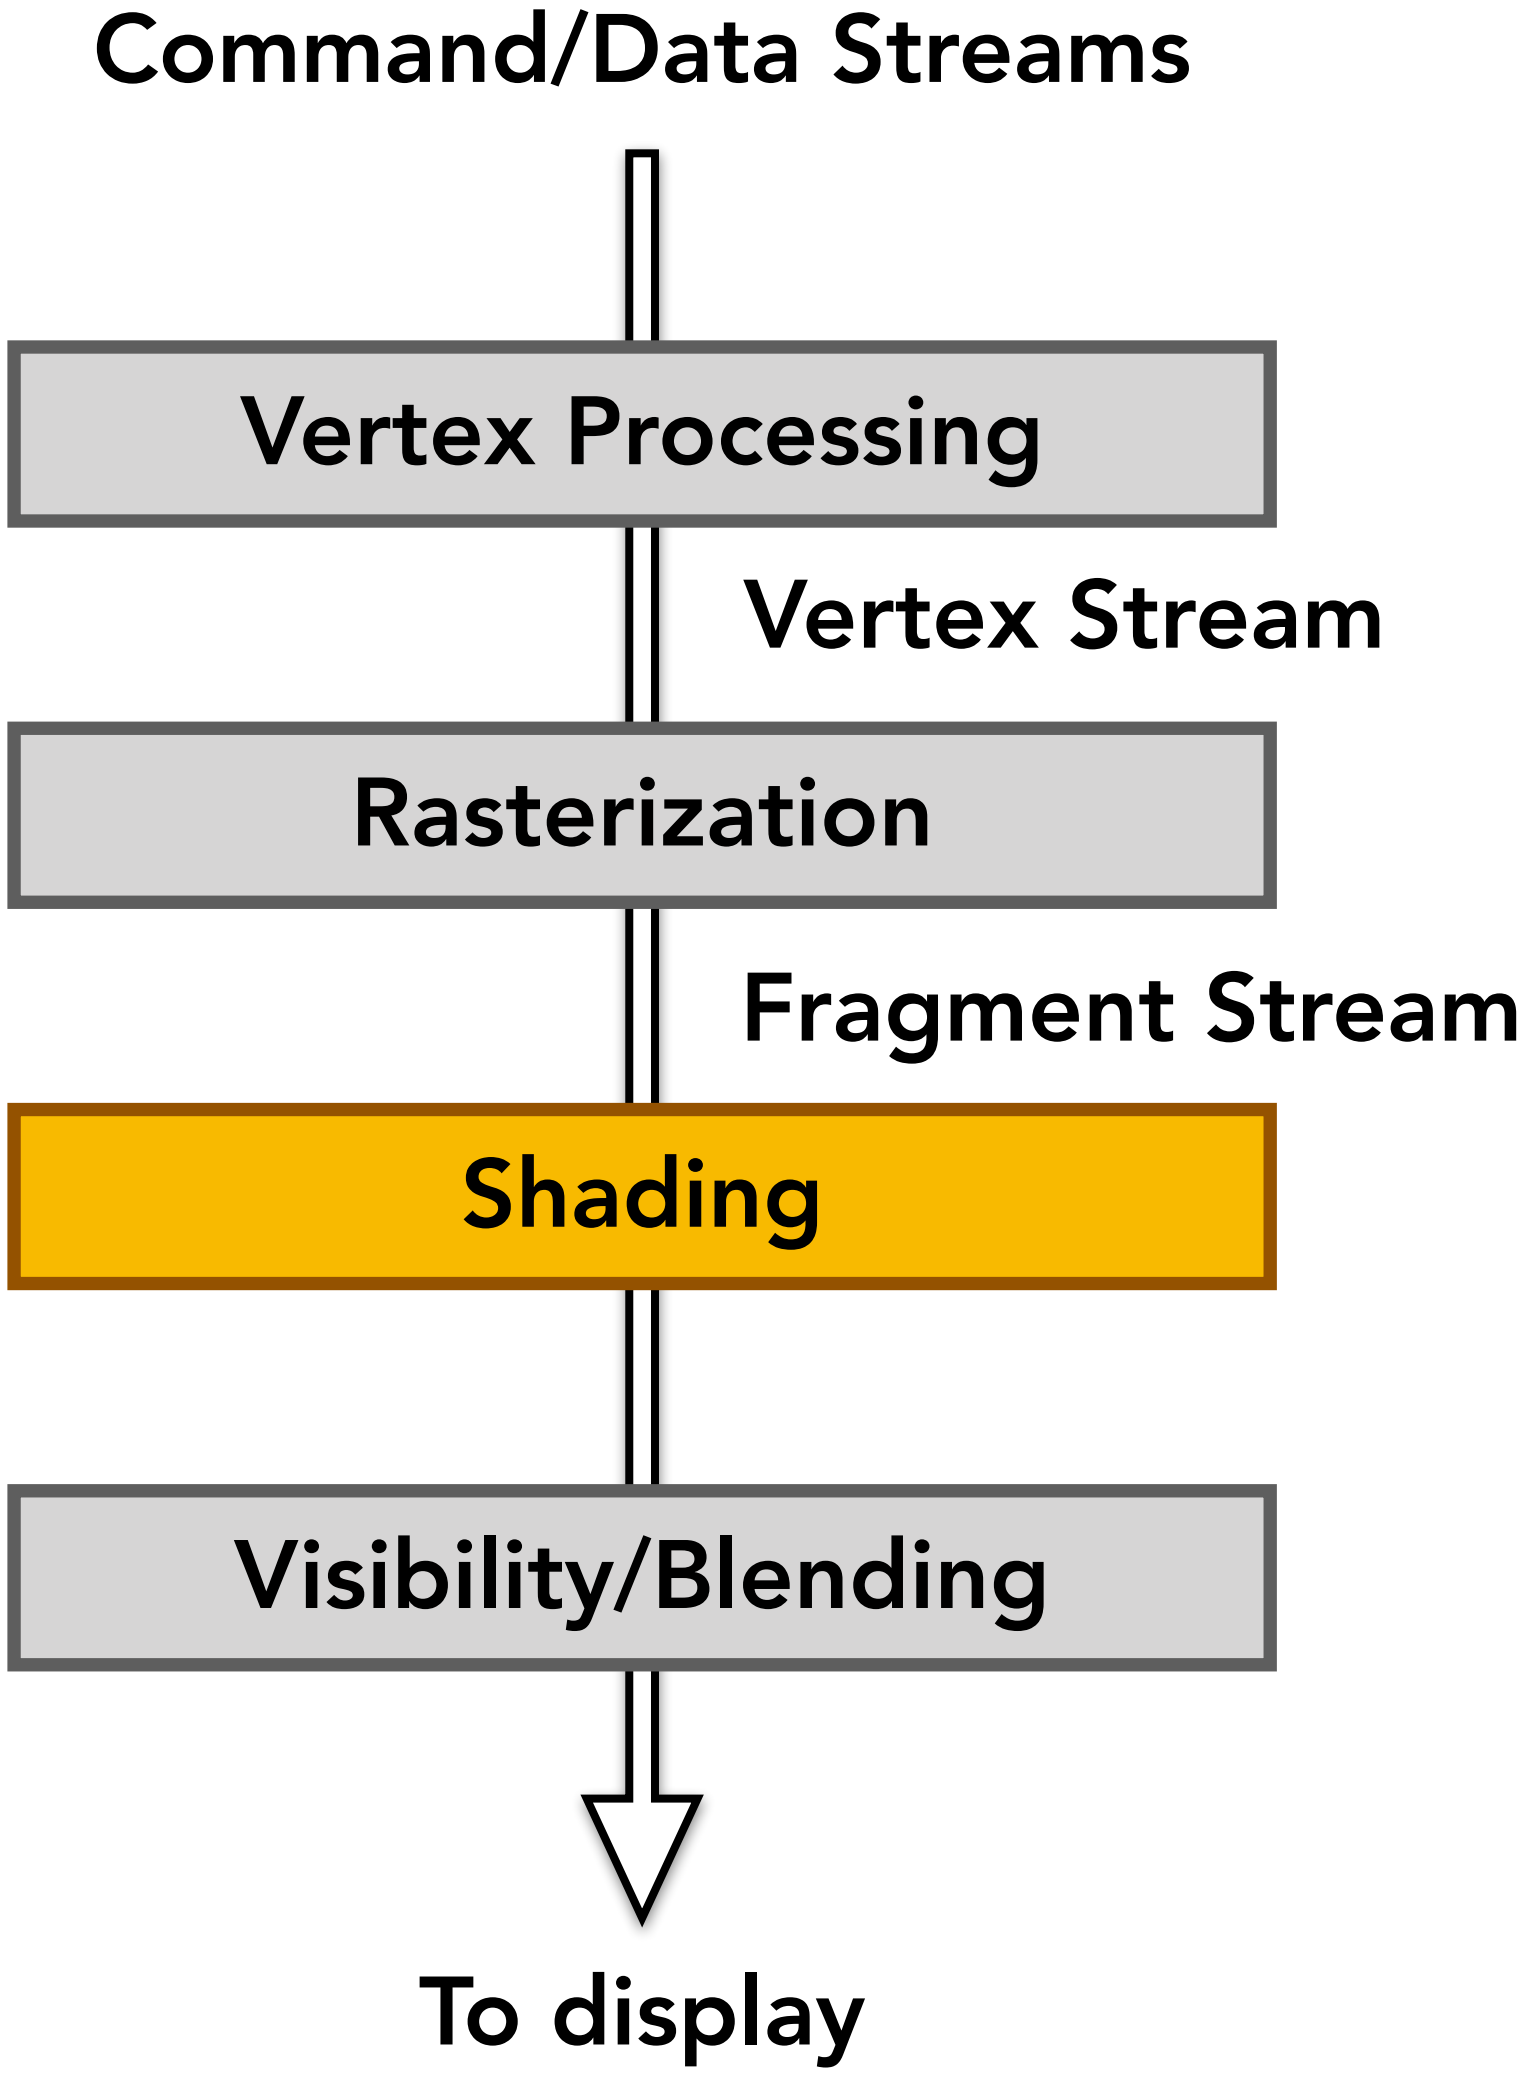 Command/Data Streams
Vertex Processing
Vertex Stream
Rasterization
Fragment Stream
Shading
Visibility/Blending
To display